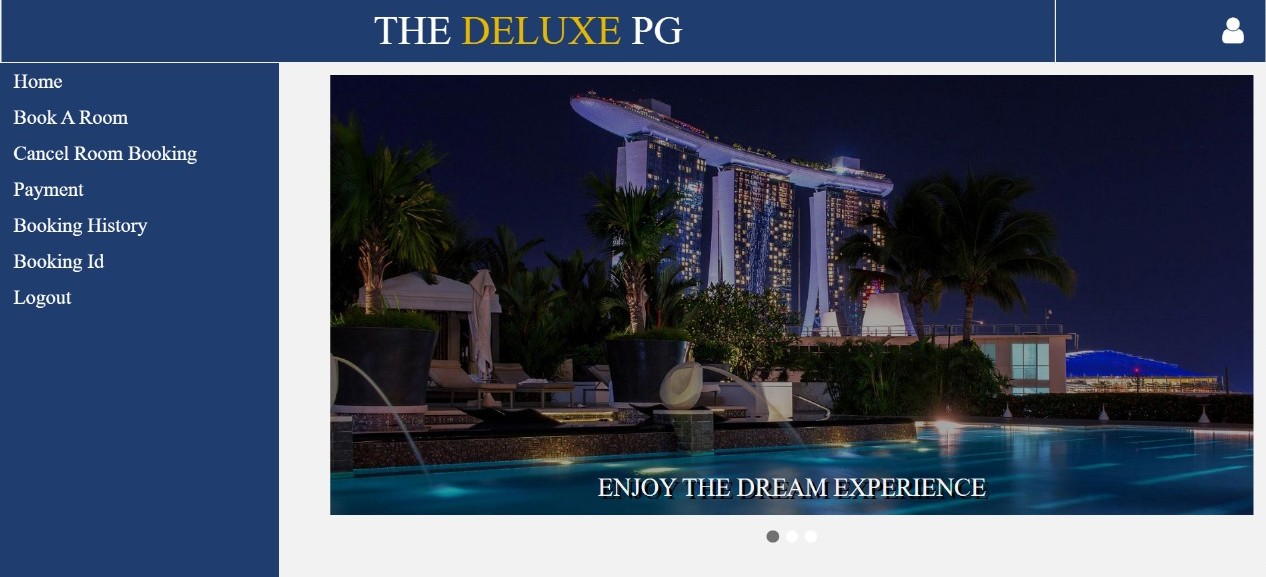 THE DELUXE PG
Home
Book A Room
Cancel Room Booking
Payment
Booking History
Booking Id
Logout
ENJOY THE DREAM EXPERIENCE